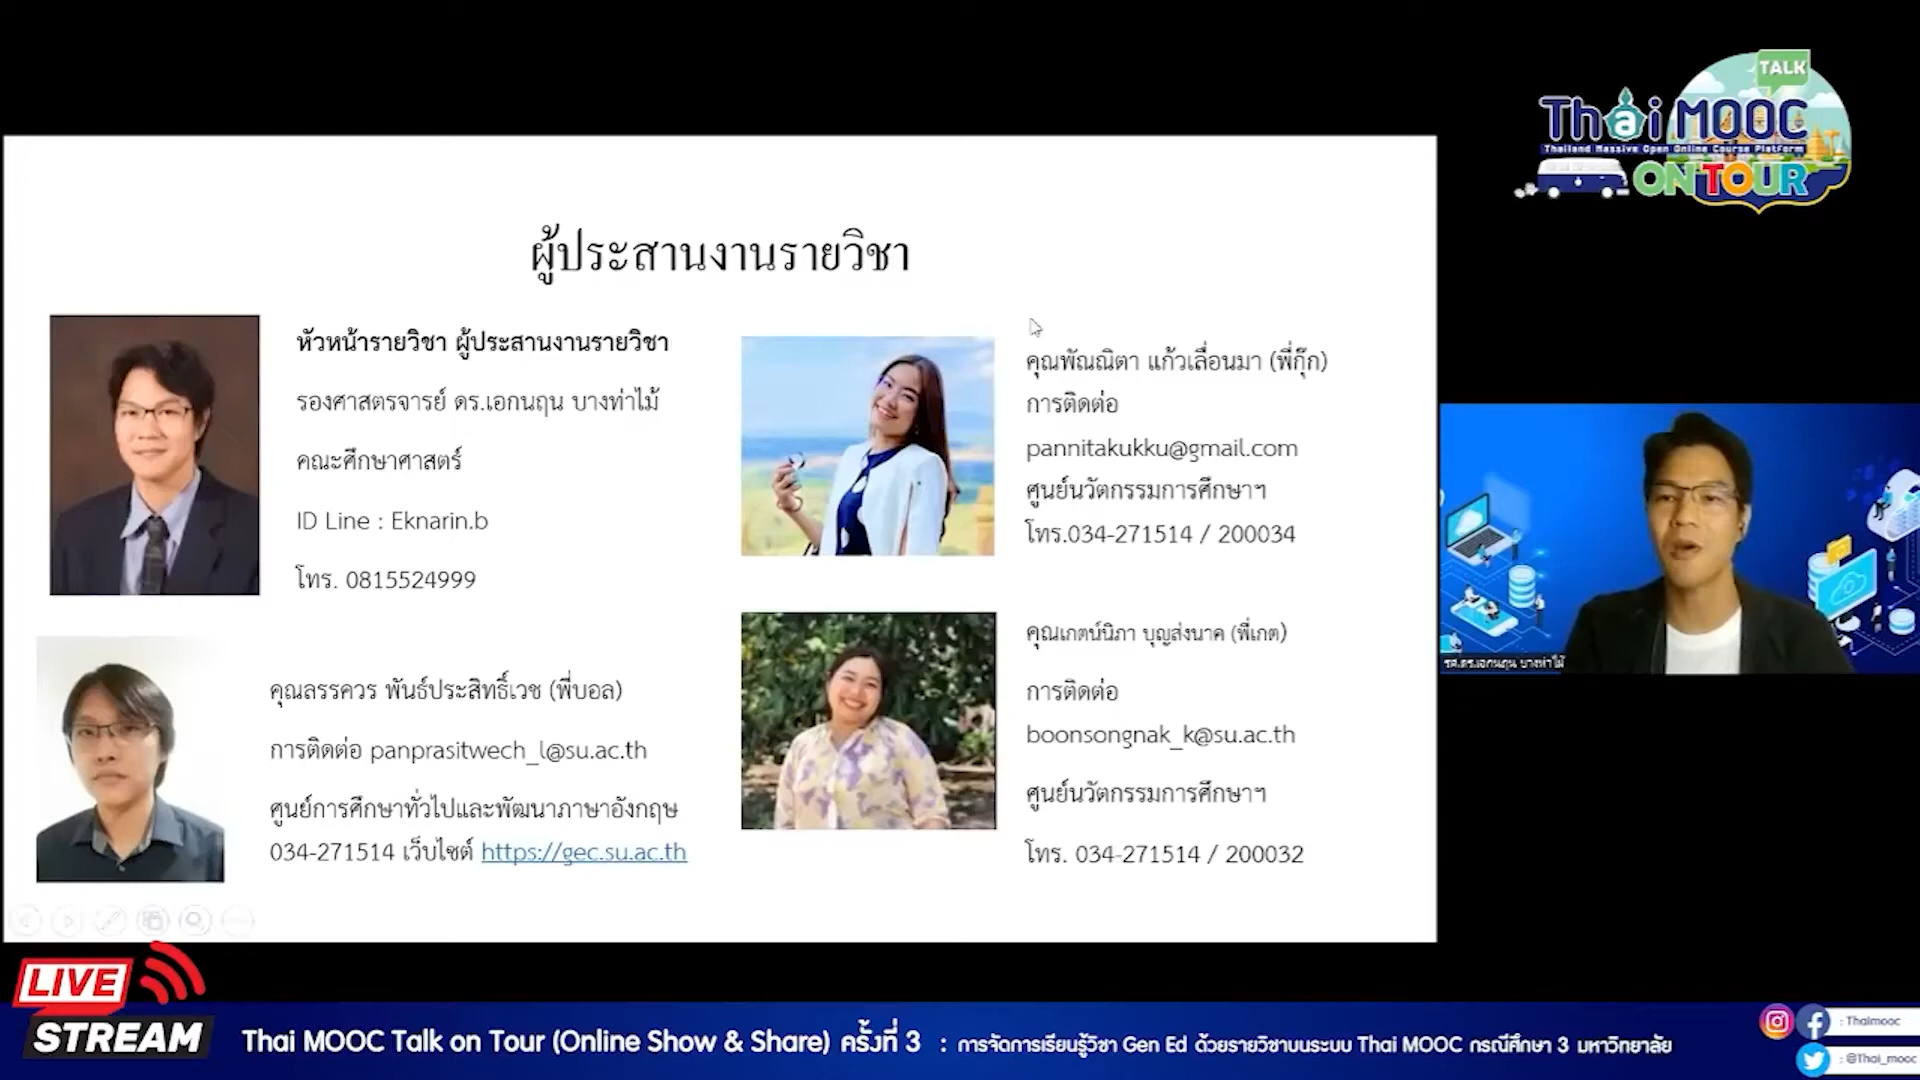 TALK
Thai MOOC
Thailand Massive Open Online Course Platform
ON TOUR
ผู้ประสานงานรายวิชา
หัวหน้ารายวิชา ผู้ประสานงานรายวิชา
รองศาสตรจารย์ ดร.เอกนฤน บางท่าไม้
คณะศึกษาศาสตร์
ID Line : Eknarin.b
โทร. 0815524999
คุณลรรควร พันธ์ประสิทธิ์เวช (พี่บอล)
การติดต่อ panprasitwech_l@su.ac.th
ศูนย์การศึกษาทั่วไปและพัฒนาภาษาอังกฤษ
034-271514 เว็บไซต์ https://gec.su.ac.th
คุณพัณณิตา แก้วเลื่อนมา (พี่กุ๊ก)
การติดต่อ
pannitakukku@gmail.com
ศูนย์นวัตกรรมการศึกษาฯ
โทร.034-271514 / 200034
คุณเกตน์นิภา บุญส่งนาค (พี่เกต)
การติดต่อ
boonsongnak_k@su.ac.th
ศูนย์นวัตกรรมการศึกษาฯ
โทร. 034-271514 / 200032
รศ.ดร.เอกนฤน บางท่าไม้
LIVE
STREAM
Thai MOOC Talk on Tour (Online Show & Share) ครั้งที่ 3 : การจัดการเรียนรู้วิชา Gen Ed ด้วยรายวิชาบนระบบ Thai MOOC กรณีศึกษา 3 มหาวิทยาลัย
: Thaimooc
: @Thai_mooc